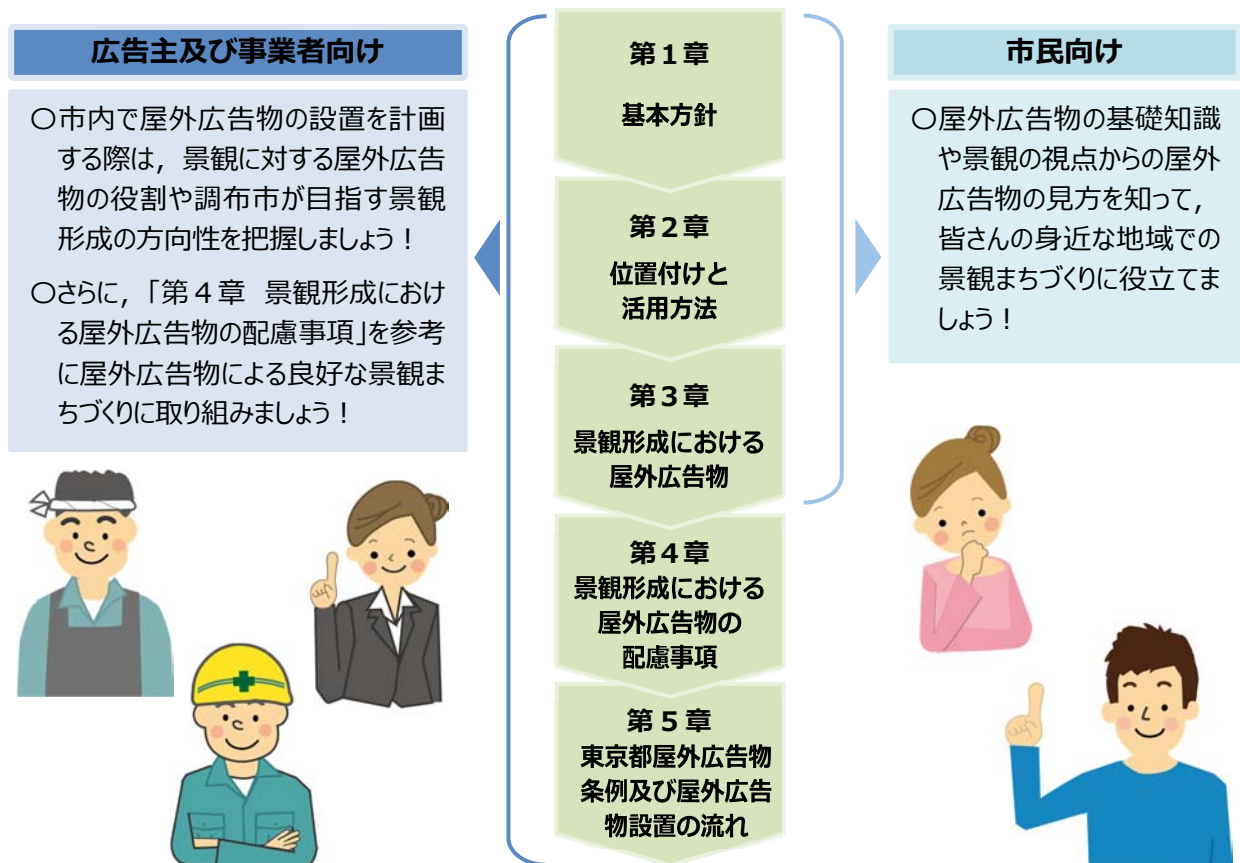 広告主及び事業者向け
〇市内で屋外広告物の設置を計画
する際は，景観に対する屋外広告
物の役割や調布市が目指す景観
形成の方向性を把握しましょう！
〇さらに，「第４章 景観形成におけ
る屋外広告物の配慮事項」を参考
に屋外広告物による良好な景観ま
ちづくりに取り組みましょう！
第１章
基本方針
第２章
位置付けと
活用方法
第３章
景観形成における
屋外広告物
第４章
景観形成における
屋外広告物の
配慮事項
第５章
東京都屋外広告物
条例及び屋外広告
物設置の流れ
市民向け
〇屋外広告物の基礎知識
や景観の視点からの屋外
広告物の見方を知って，
皆さんの身近な地域での
景観まちづくりに役立てま
しょう！